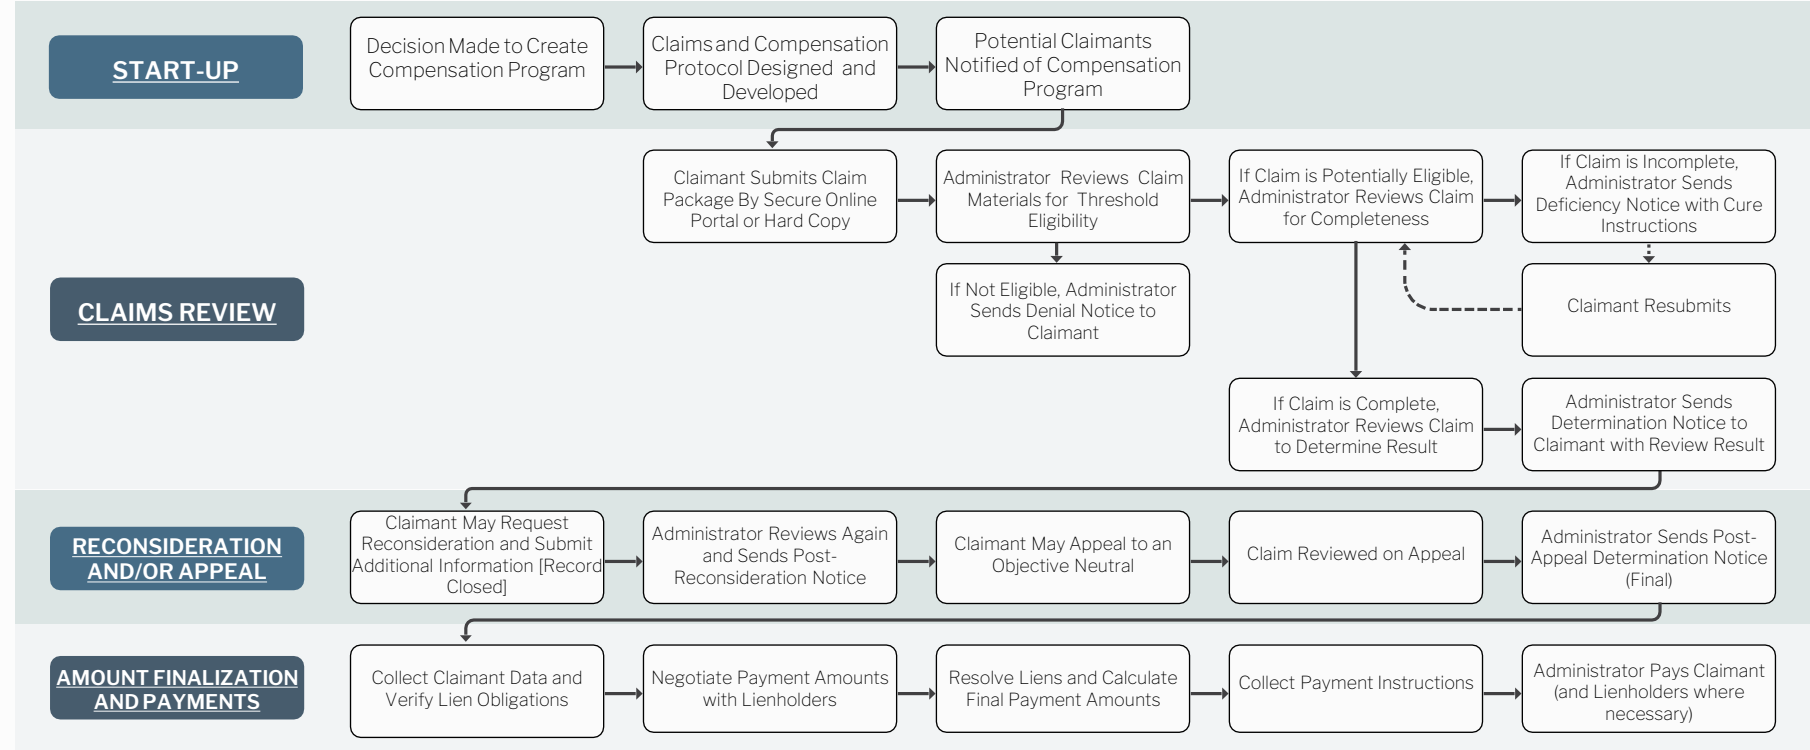 START-UP
Decision Made to Create
Compensation Program
Claims and Compensation
Protocol Designed and
Developed
Potential Claimants
Notified of Compensation
Program
CLAIMS REVIEW
Claimant Submits Claim
Package By Secure Online
Portal or Hard Copy
Administrator Reviews Claim
Materials for Threshold
Eligibility
If Claim is Potentially Eligible,
Administrator Reviews Claim
for Completeness
If Claim is Incomplete,
Administrator Sends
Deficiency Notice with Cure
Instructions
If Not Eligible, Administrator
Sends Denial Notice to
Claimant
Claimant Resubmits
If Claim is Complete,
Administrator Reviews Claim
to Determine Result
Administrator Sends
Determination Notice to
Claimant with Review Result
RECONSIDERATION
AND/OR APPEAL
Claimant May Request
Reconsideration and Submit
Additional Information [Record
Closed]
Administrator Reviews Again
and Sends Post-
Reconsideration Notice
Claimant May Appeal to an
Objective Neutral
Claim Reviewed on Appeal
Administrator Sends Post-
Appeal Determination Notice
(Final)
AMOUNT FINALIZATION
AND PAYMENTS
Collect Claimant Data and
Verify Lien Obligations
Negotiate Payment Amounts
with Lienholders
Resolve Liens and Calculate
Final Payment Amounts
Collect Payment Instructions
Administrator Pays Claimant
(and Lienholders where
necessary)